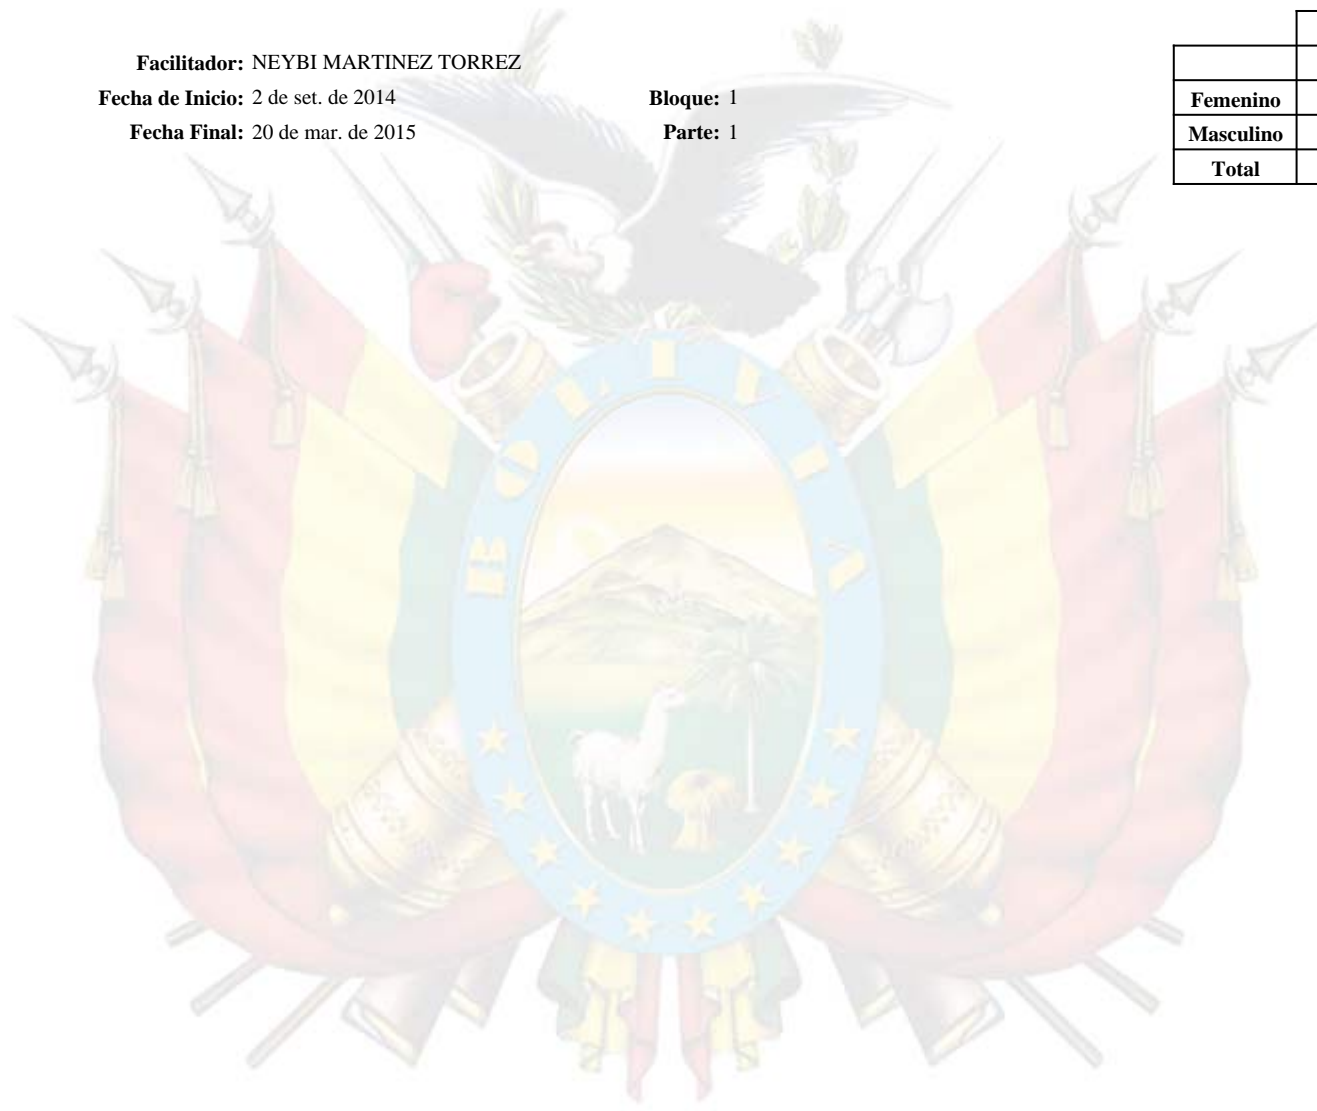 Facilitador: NEYBI MARTINEZ TORREZ
Fecha de Inicio: 2 de set. de 2014 Bloque: 1
Fecha Final: 20 de mar. de 2015 Parte: 1
Femenino
Masculino
Total
BOLIVIA